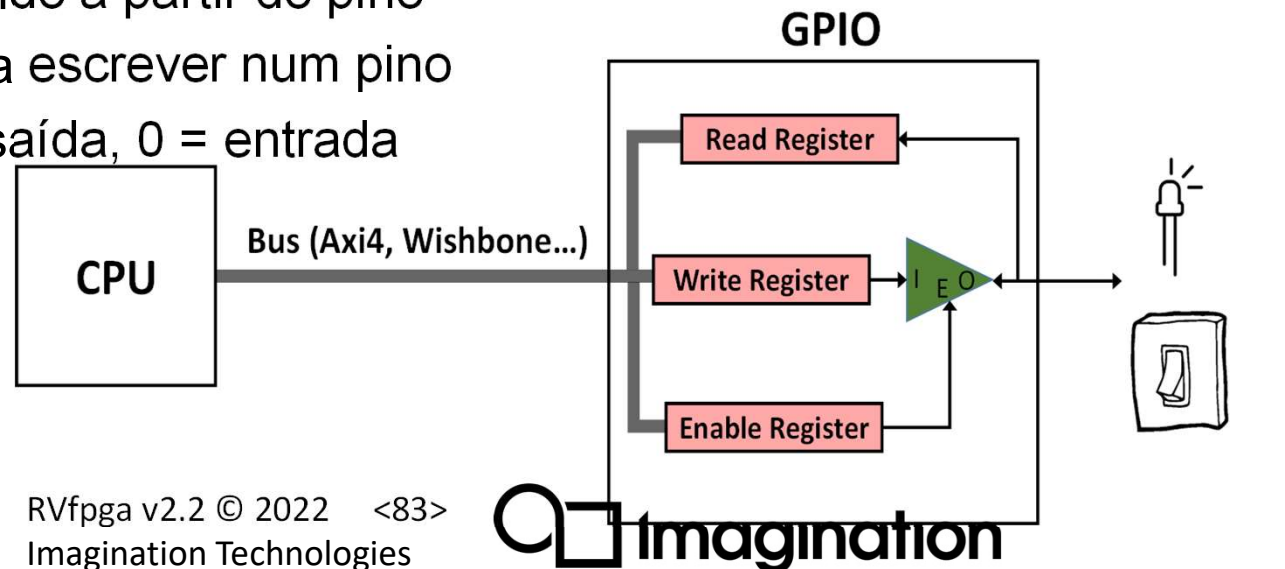 a partir do pino
a escrever num pino
saída, 0 = entrada
GPIO
Read Register
Bus (Axi4, Wishbone...)
CPU
Write Register
I E O
Enable Register
RVfpga v2.2 © 2022 <83>
Imagination Technologies
Imagination